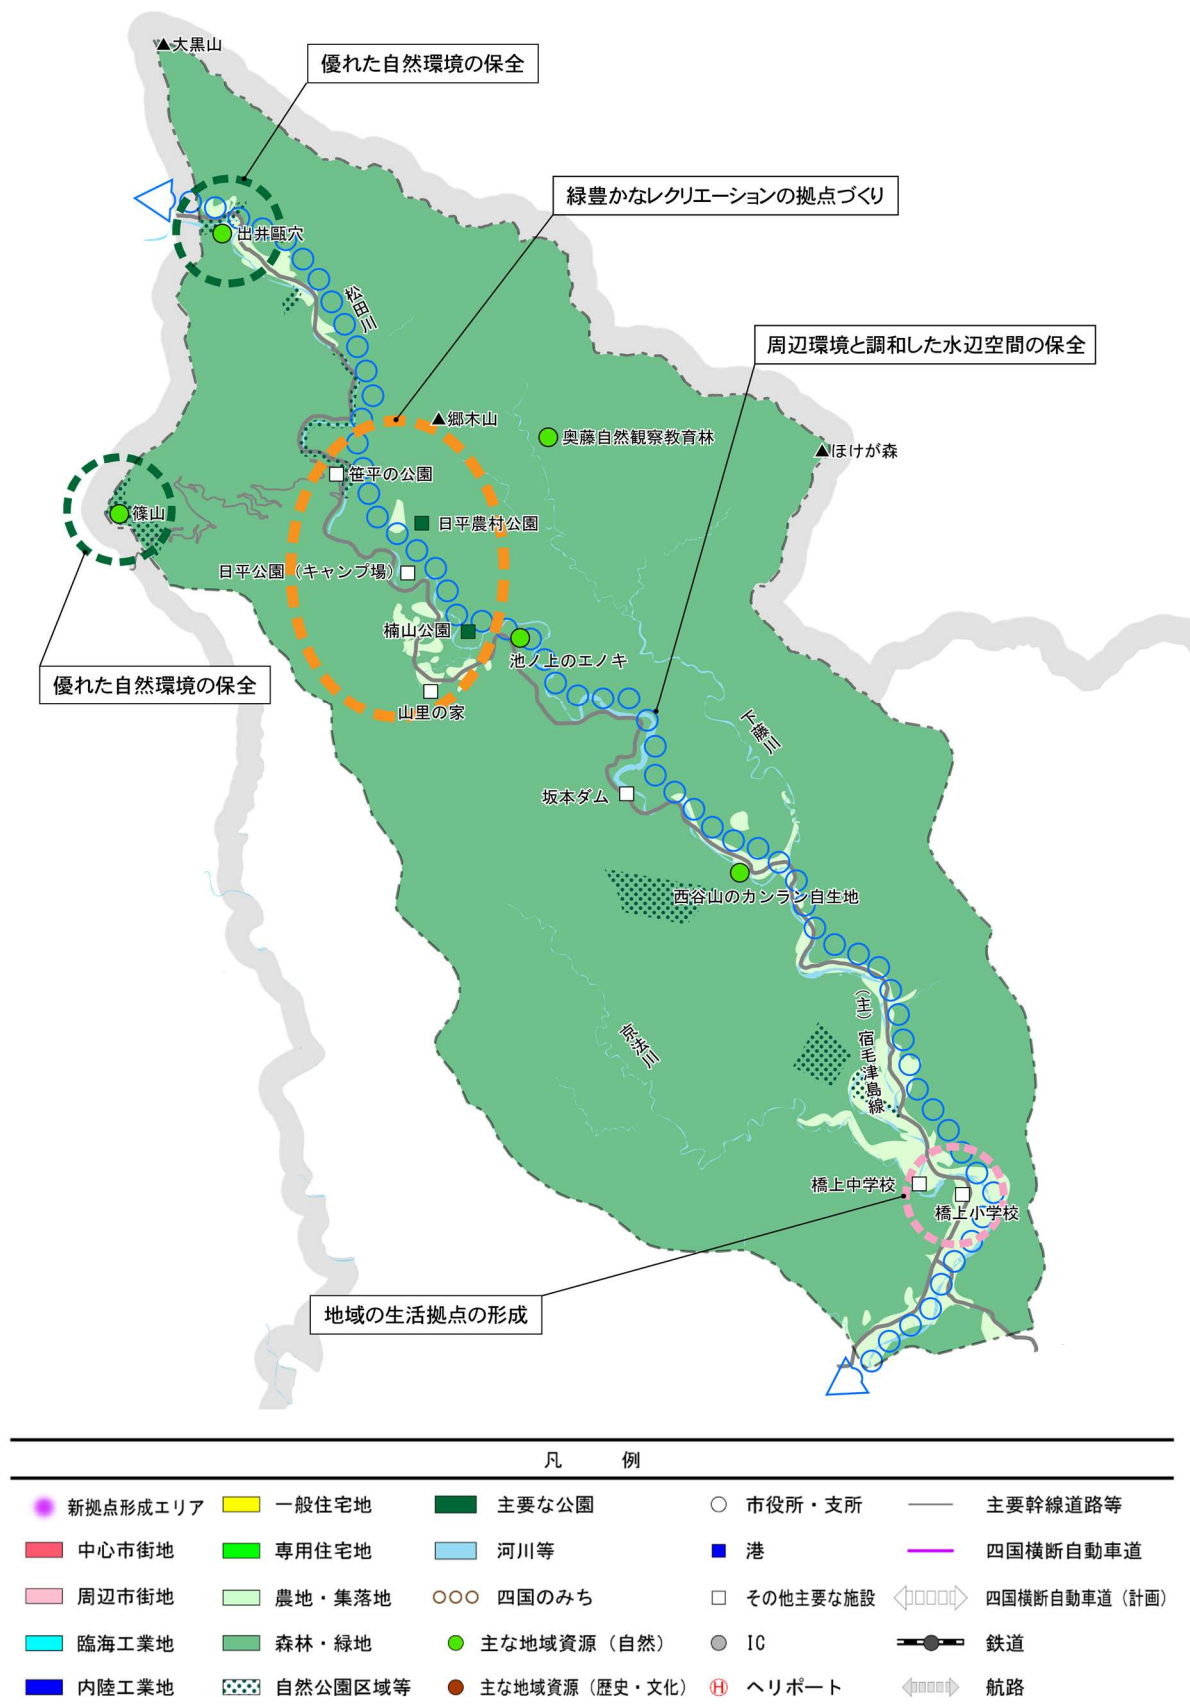 ▲大黒山
優れた自然環境の保全
緑豊かなレクリエーションの拠点づくり
出井甌穴
松田川
周辺環境と調和した水辺空間の保全
▲郷木山
奥藤自然観察教育林
▲ほけが森
笹平の公園
篠山
日平農村公園
日平公園（キャンプ場）
楠山公園
池ノ上のエノキ
優れた自然環境の保全
山里の家
下藤川
坂本ダム
西谷山のカンラン自生地
（主）宿毛津島線
京法川
橋上中学校
橋上小学校
地域の生活拠点の形成
凡　例
新拠点形成エリア
一般住宅地
主要な公園
市役所・支所
主要幹線道路等
中心市街地
専用住宅地
河川等
港
四国横断自動車道
周辺市街地
農地・集落地
四国のみち
その他主要な施設
四国横断自動車道（計画）
臨海工業地
森林・緑地
主な地域資源（自然）
IC
鉄道
内陸工業地
自然公園区域等
主な地域資源（歴史・文化）
Ⓗ ヘリポート
航路